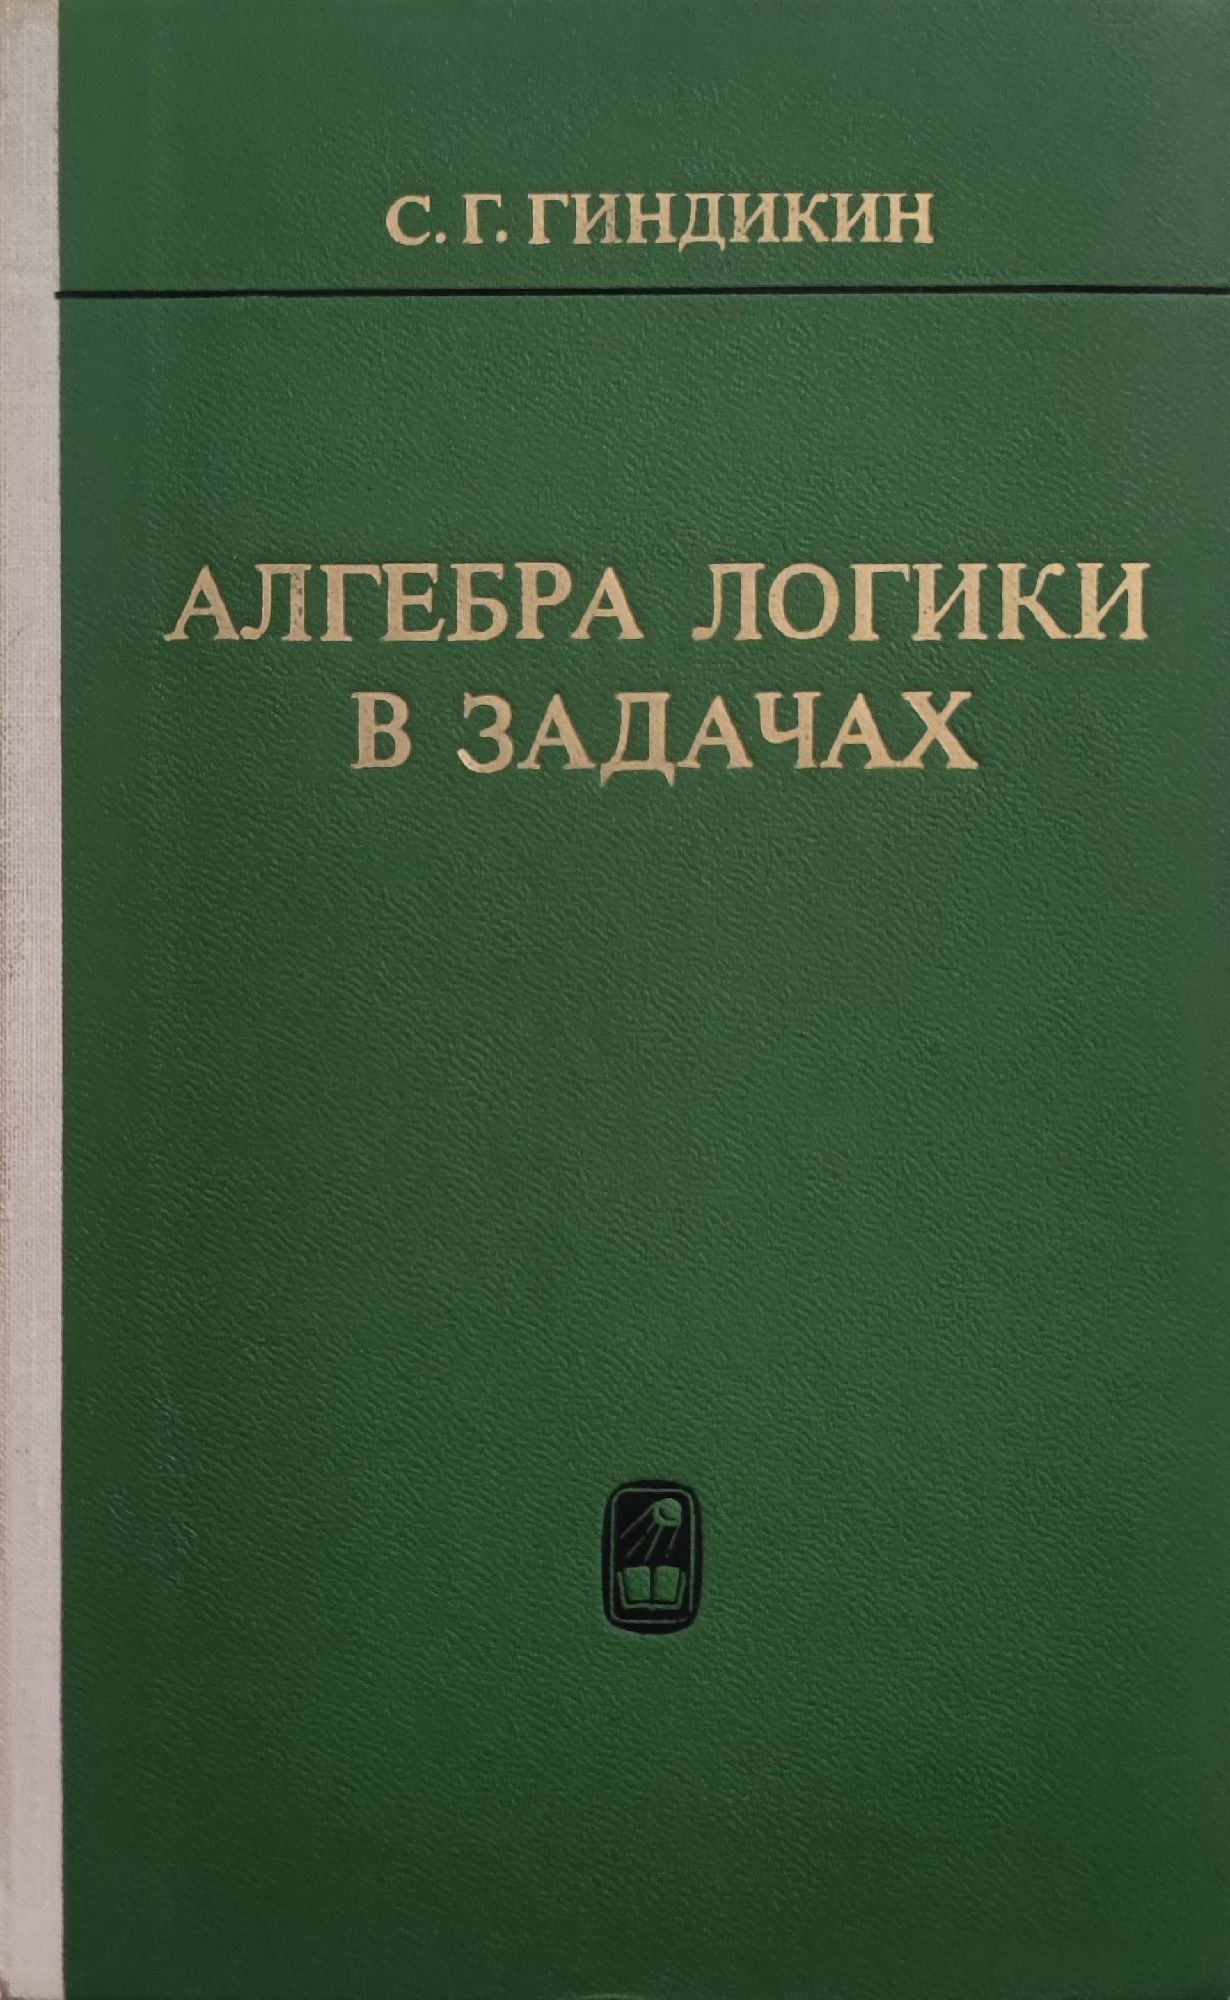 С. Г. ГИНДИКИН
АЛГЕБРА ЛОГИКИ
В ЗАДАЧАХ